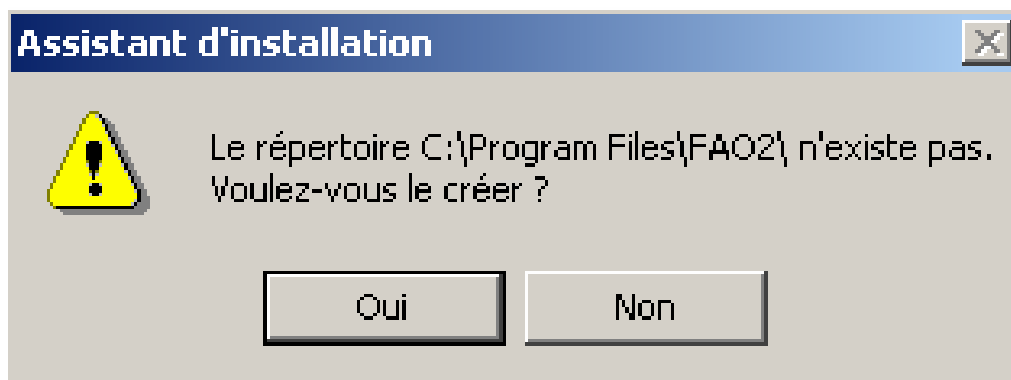 Assistant d'installation
Le répertoire C:\Program Files\FAO2\ n'existe pas.
Voulez-vous le créer ?
Oui
Non